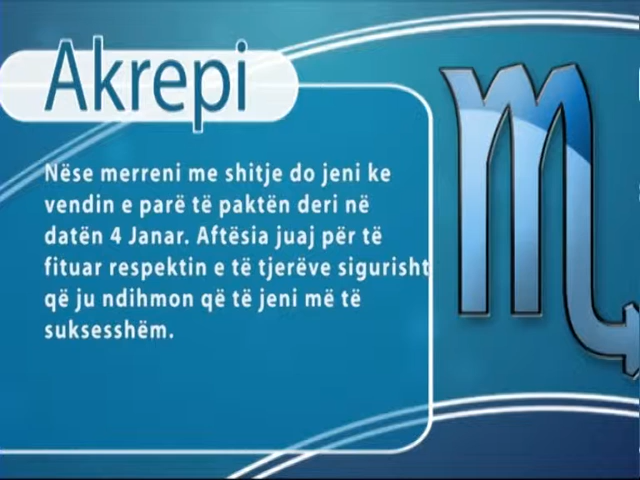 Akrepi
Nëse merreni me shitje do jeni ke
vendin e parë të paktën deri në
datën 4 Janar. Aftësia juaj për të
fituar respektin e të tjerëve sigurisht
që ju ndihmon që të jeni më të
suksesshëm.